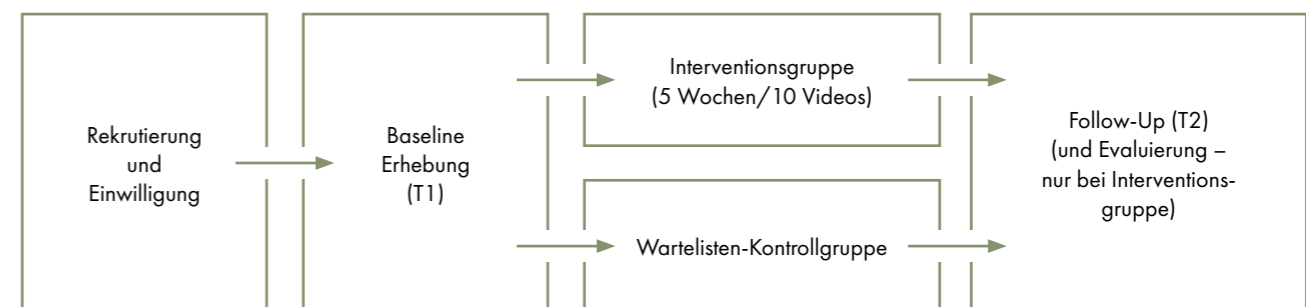 Rekrutierung
und
Einwilligung
Baseline
Erhebung
(T1)
Interventionsgruppe
(5 Wochen/10 Videos)
Wartelisten-Kontrollgruppe
Follow-Up (T2)
(und Evaluierung –
nur bei Interventions-
gruppe)